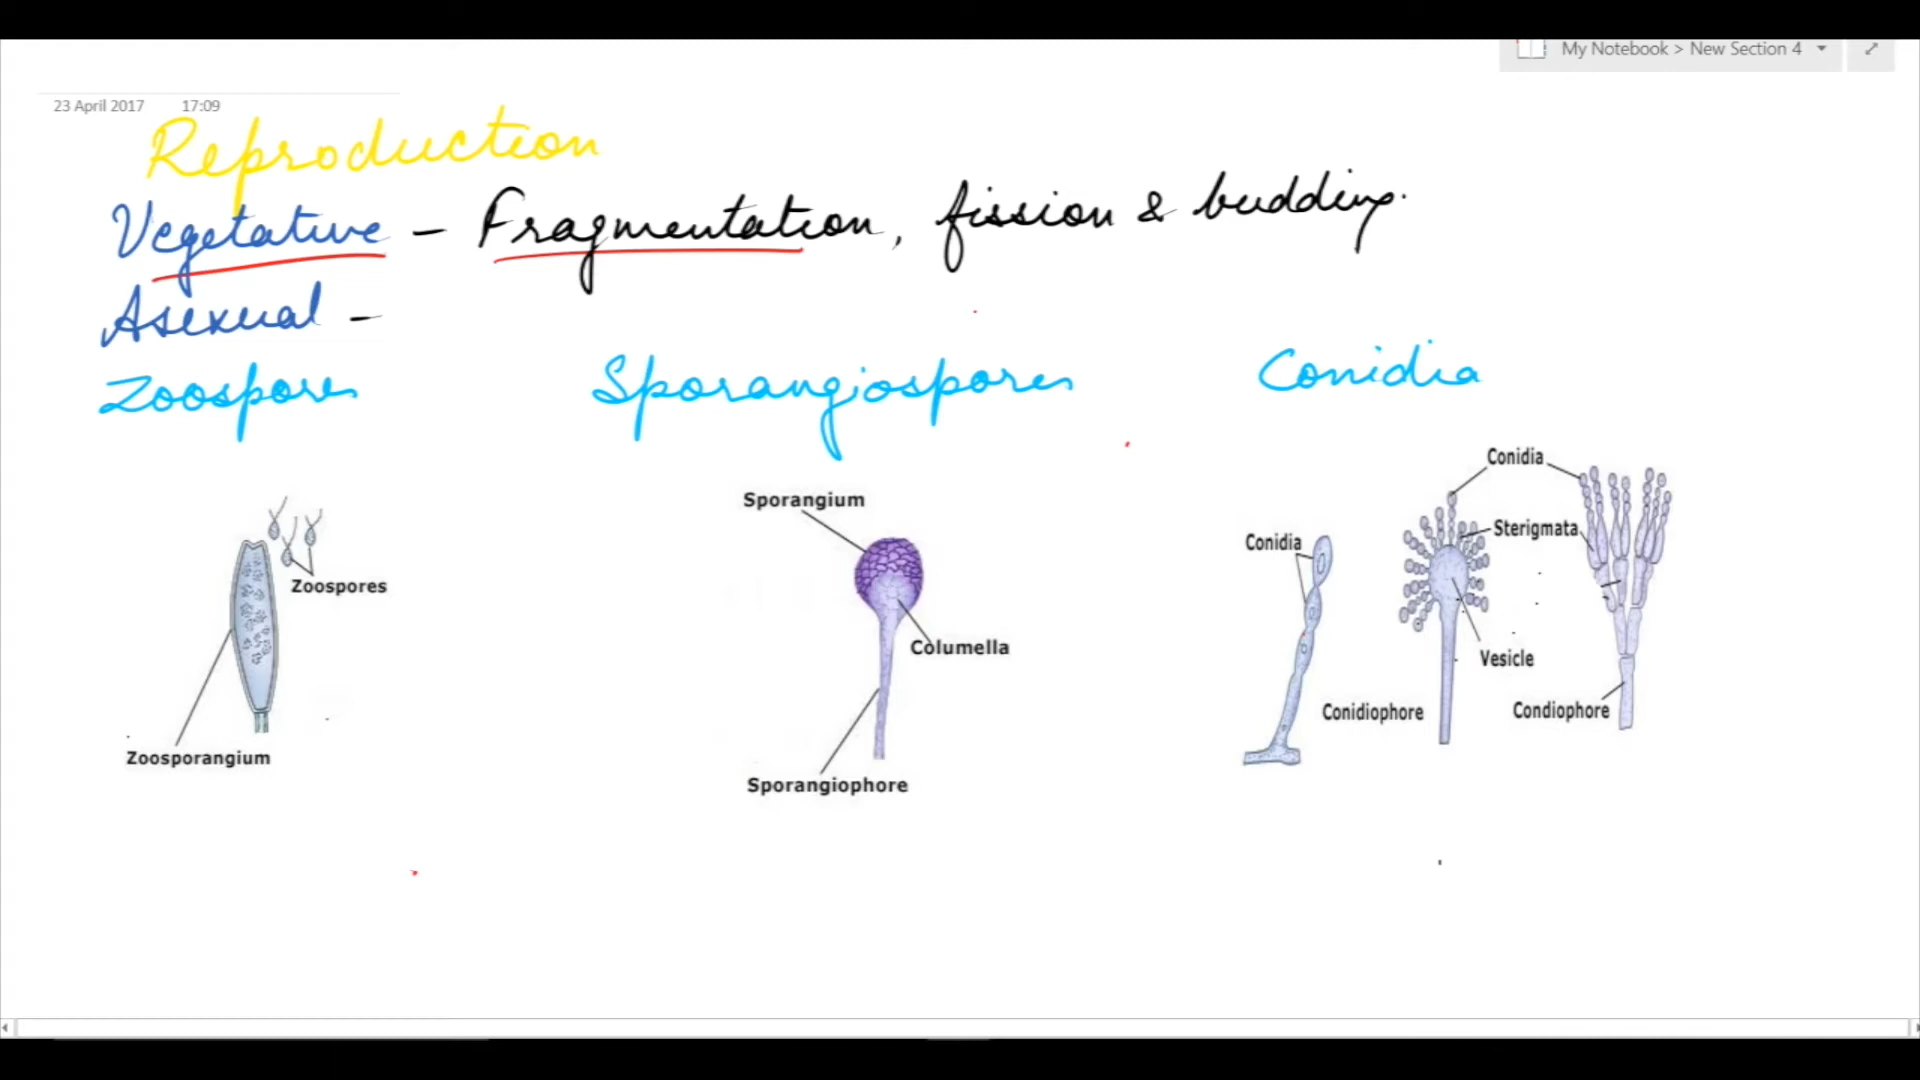 My Notebook > New Section 4
23 April 2017 17:09
Reproduction
Vegetative - Fragmentation, fission & budding.
Asexual -
Zoospores Sporangiospores Conidia
Zoospores
Zoosporangium
Sporangium
Columella
Sporangiophore
Conidia
Conidia
Sterigmata
Vesicle
Conidiophore
Condiophore